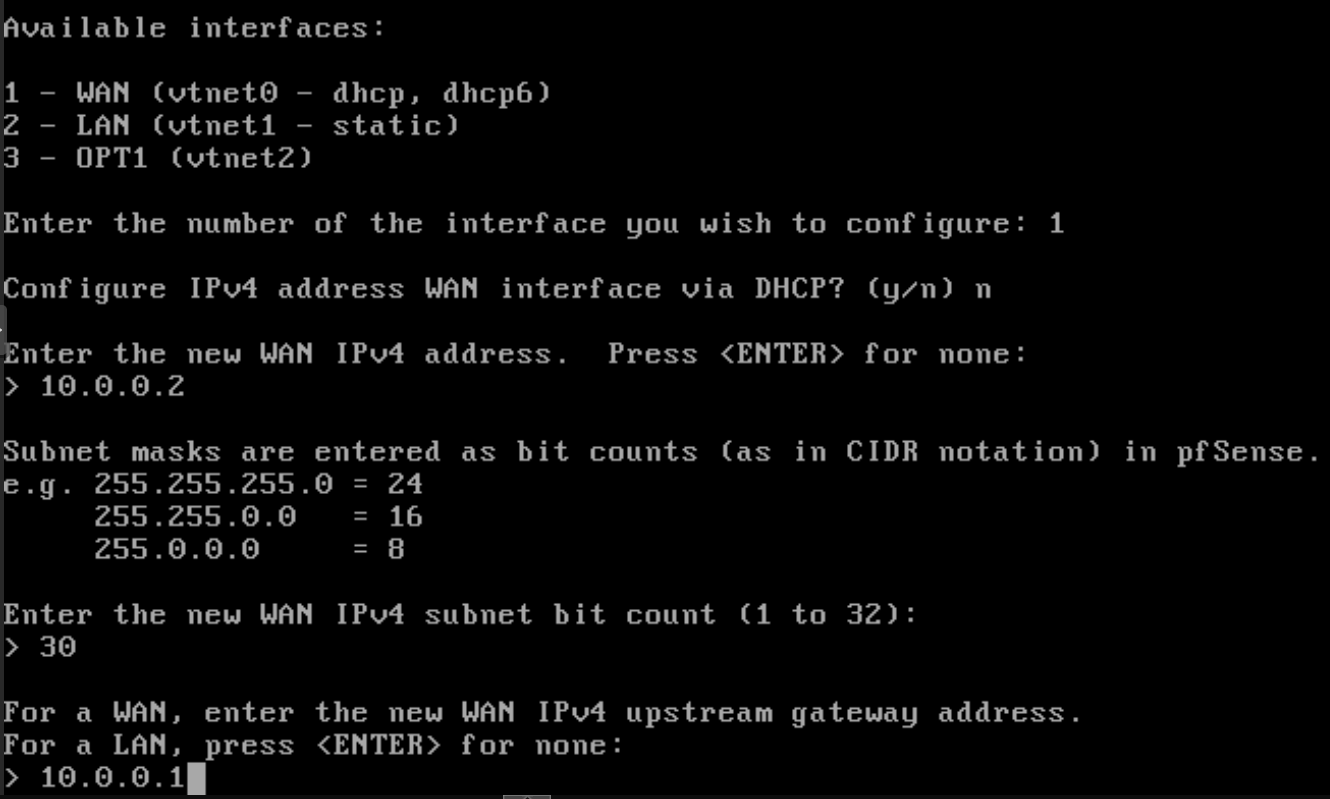 Available interfaces:
1 - WAN (vtnet0 - dhcp, dhcp6)
2 - LAN (vtnet1 - static)
3 - OPT1 (vtnet2)
Enter the number of the interface you wish to configure: 1
Configure IPv4 address WAN interface via DHCP? (y/n) n
Enter the new WAN IPv4 address.  Press <ENTER> for none:
> 10.0.0.2
Subnet masks are entered as bit counts (as in CIDR notation) in pfSense.
e.g. 255.255.255.0 = 24
     255.255.0.0   = 16
     255.0.0.0     = 8
Enter the new WAN IPv4 subnet bit count (1 to 32):
> 30
For a WAN, enter the new WAN IPv4 upstream gateway address.
For a LAN, press <ENTER> for none:
> 10.0.0.1